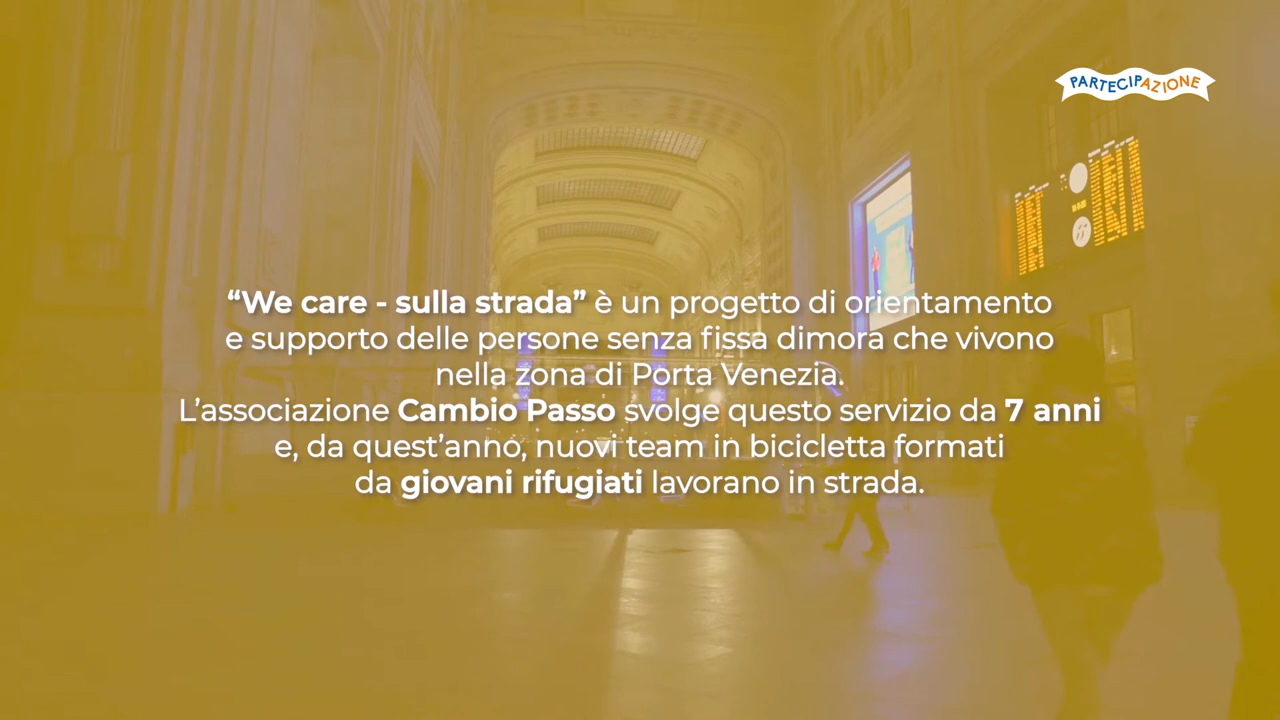 PARTECIPAZIONE
“We care - sulla strada” è un progetto di orientamento
e supporto delle persone senza fissa dimora che vivono
nella zona di Porta Venezia.
L’associazione Cambio Passo svolge questo servizio da 7 anni
e, da quest’anno, nuovi team in bicicletta formati
da giovani rifugiati lavorano in strada.